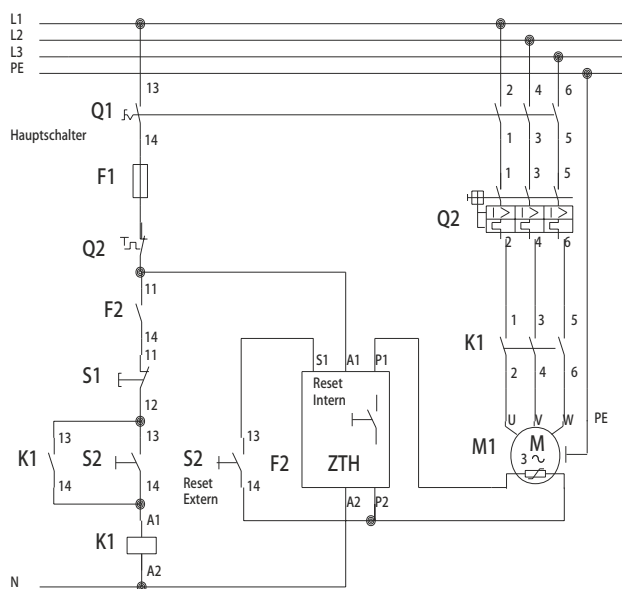 L1
L2
L3
PE
13
2
4
6
Q1
Hauptschalter
14
1
3
5
F1
1
3
5
Q2
Q2
2
4
6
11
F2
14
1
3
5
K1
S1
A1
P1
11
S1
Reset
Intern
2
4
6
12
U
V
W
PE
13
13
13
M1
M
3 ~
K1
S2
S2
F2
ZTH
14
14
Reset
Extern
14
A2
P2
A1
K1
A2
N